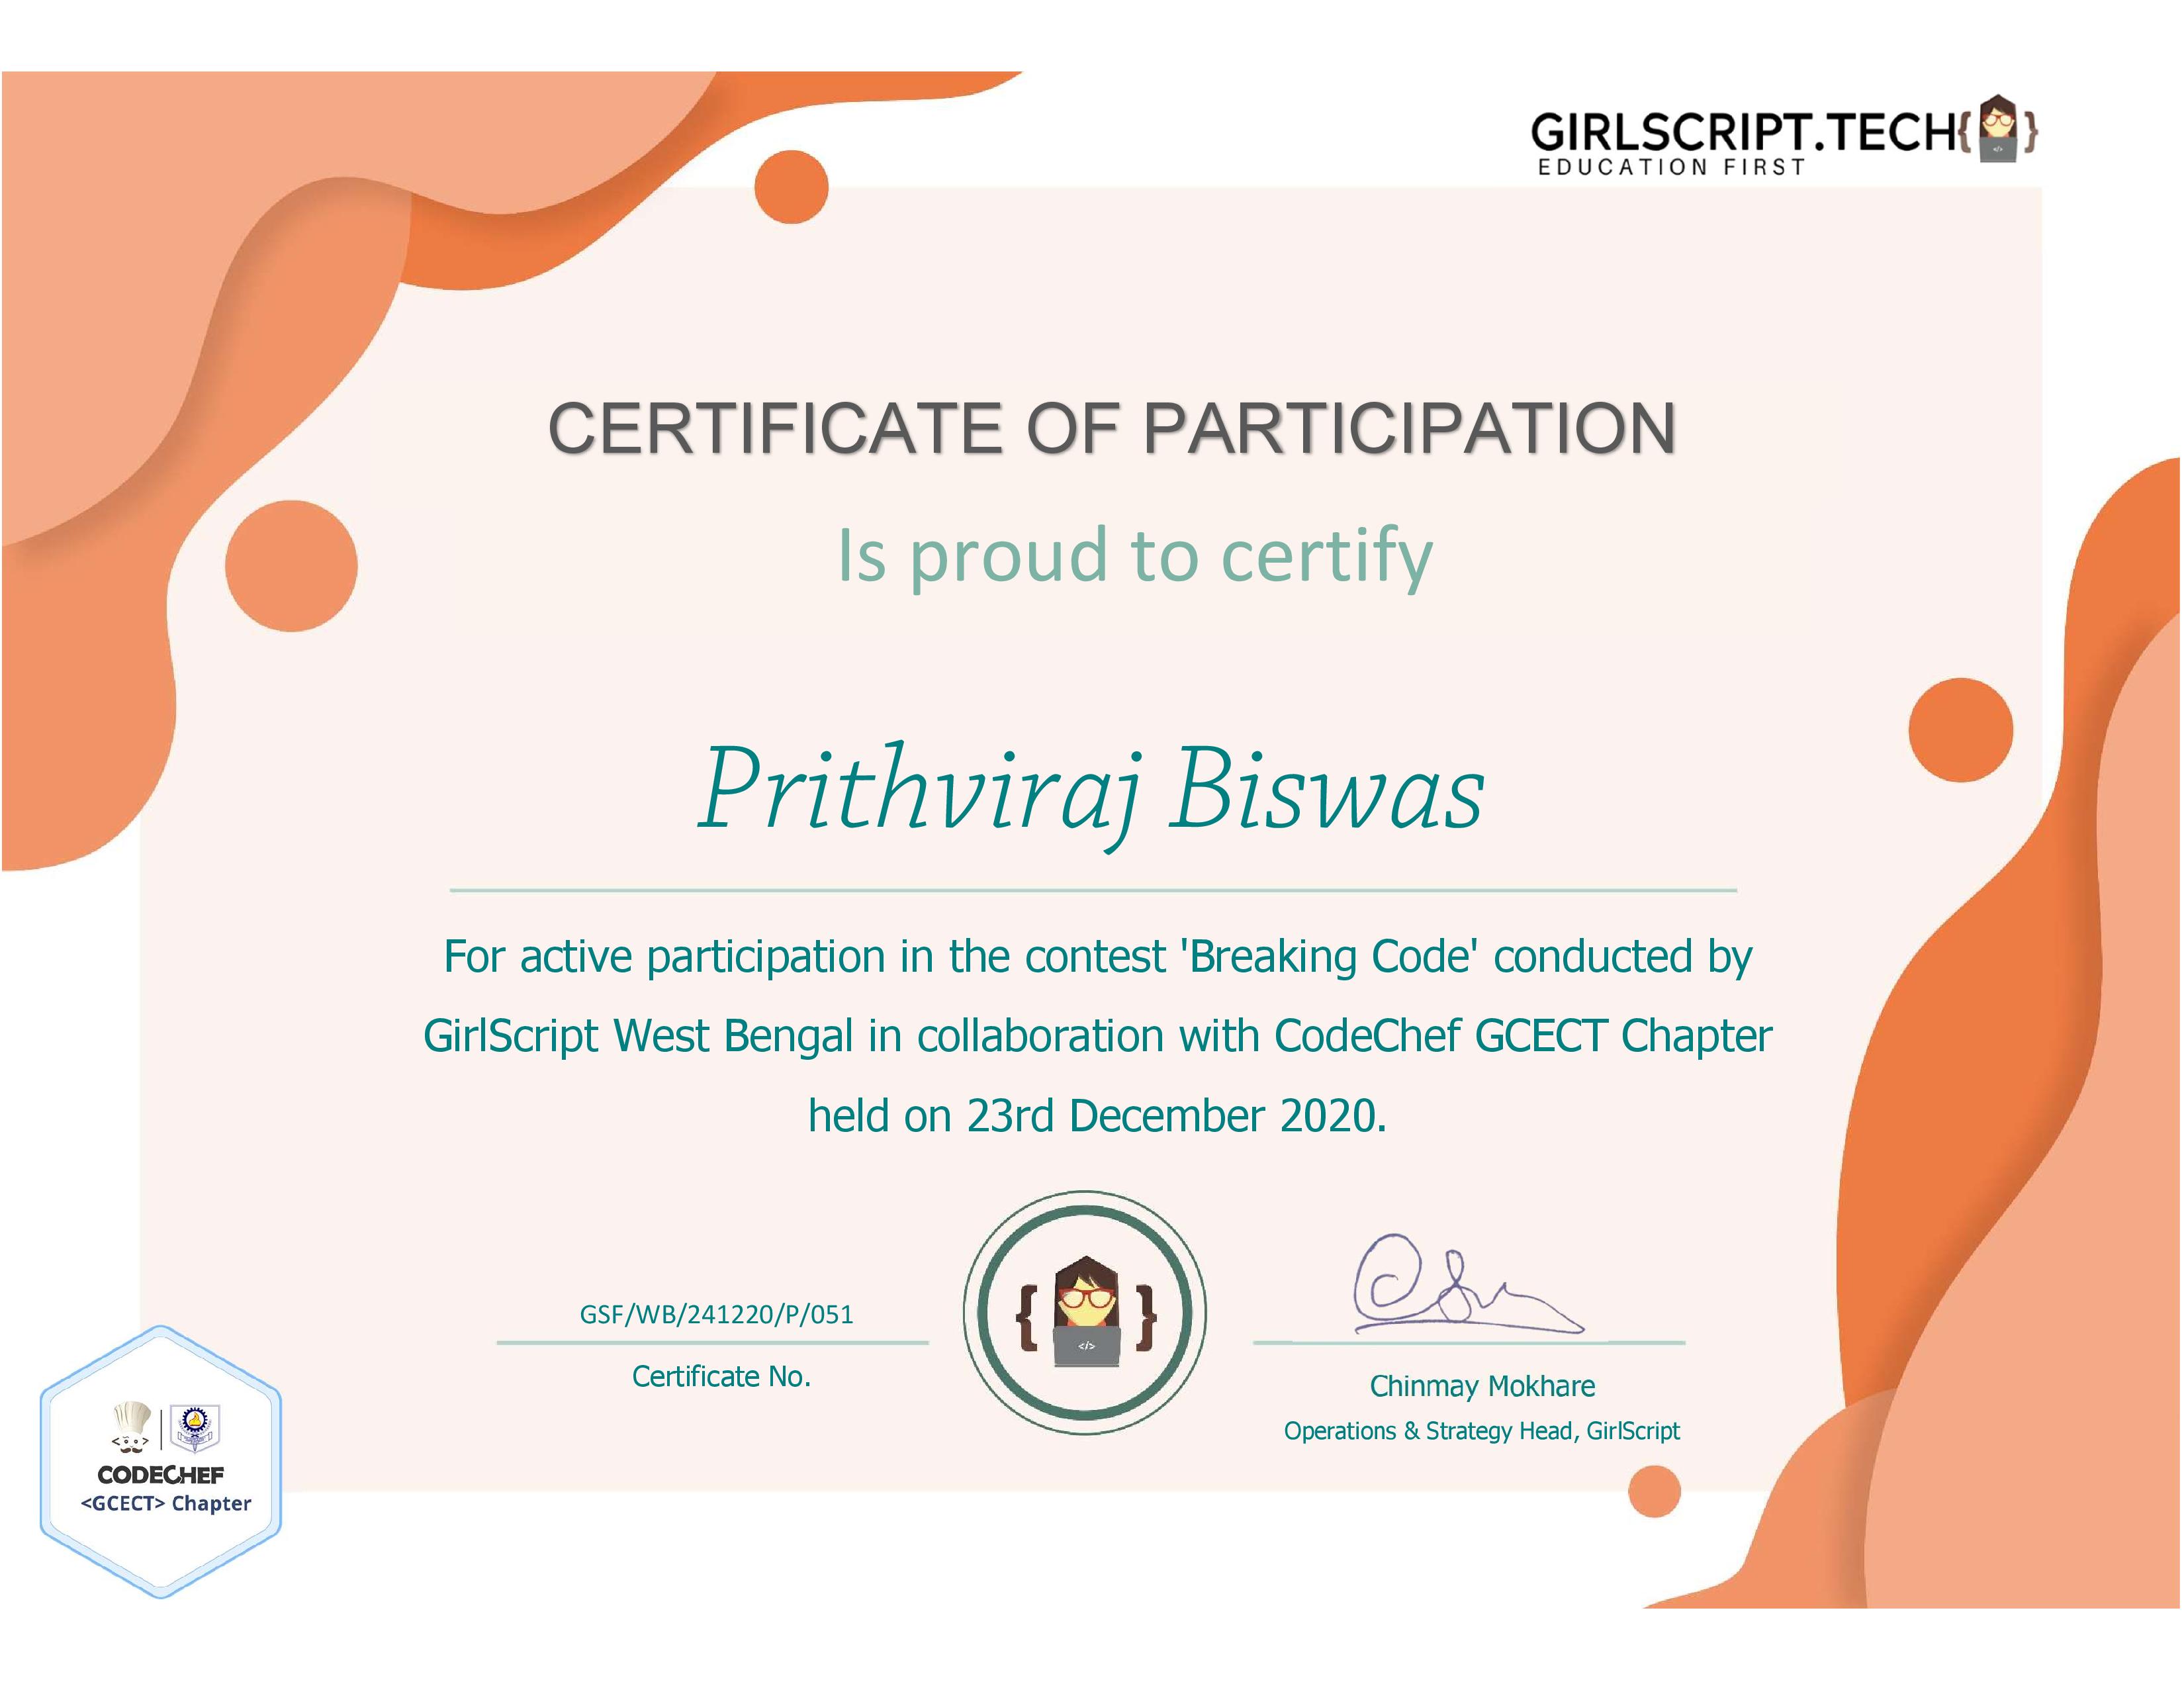 GIRLSCRIPT.TECH{ }
EDUCATION FIRST
CERTIFICATE OF PARTICIPATION
Is proud to certify
Prithviraj Biswas
For active participation in the contest 'Breaking Code' conducted by
GirlScript West Bengal in collaboration with CodeChef GCECT Chapter
held on 23rd December 2020.
GSF/WB/241220/P/051
Certificate No.
{ </> }
Chinmay Mokhare
Operations & Strategy Head, GirlScript
CODECHEF
<GCECT> Chapter